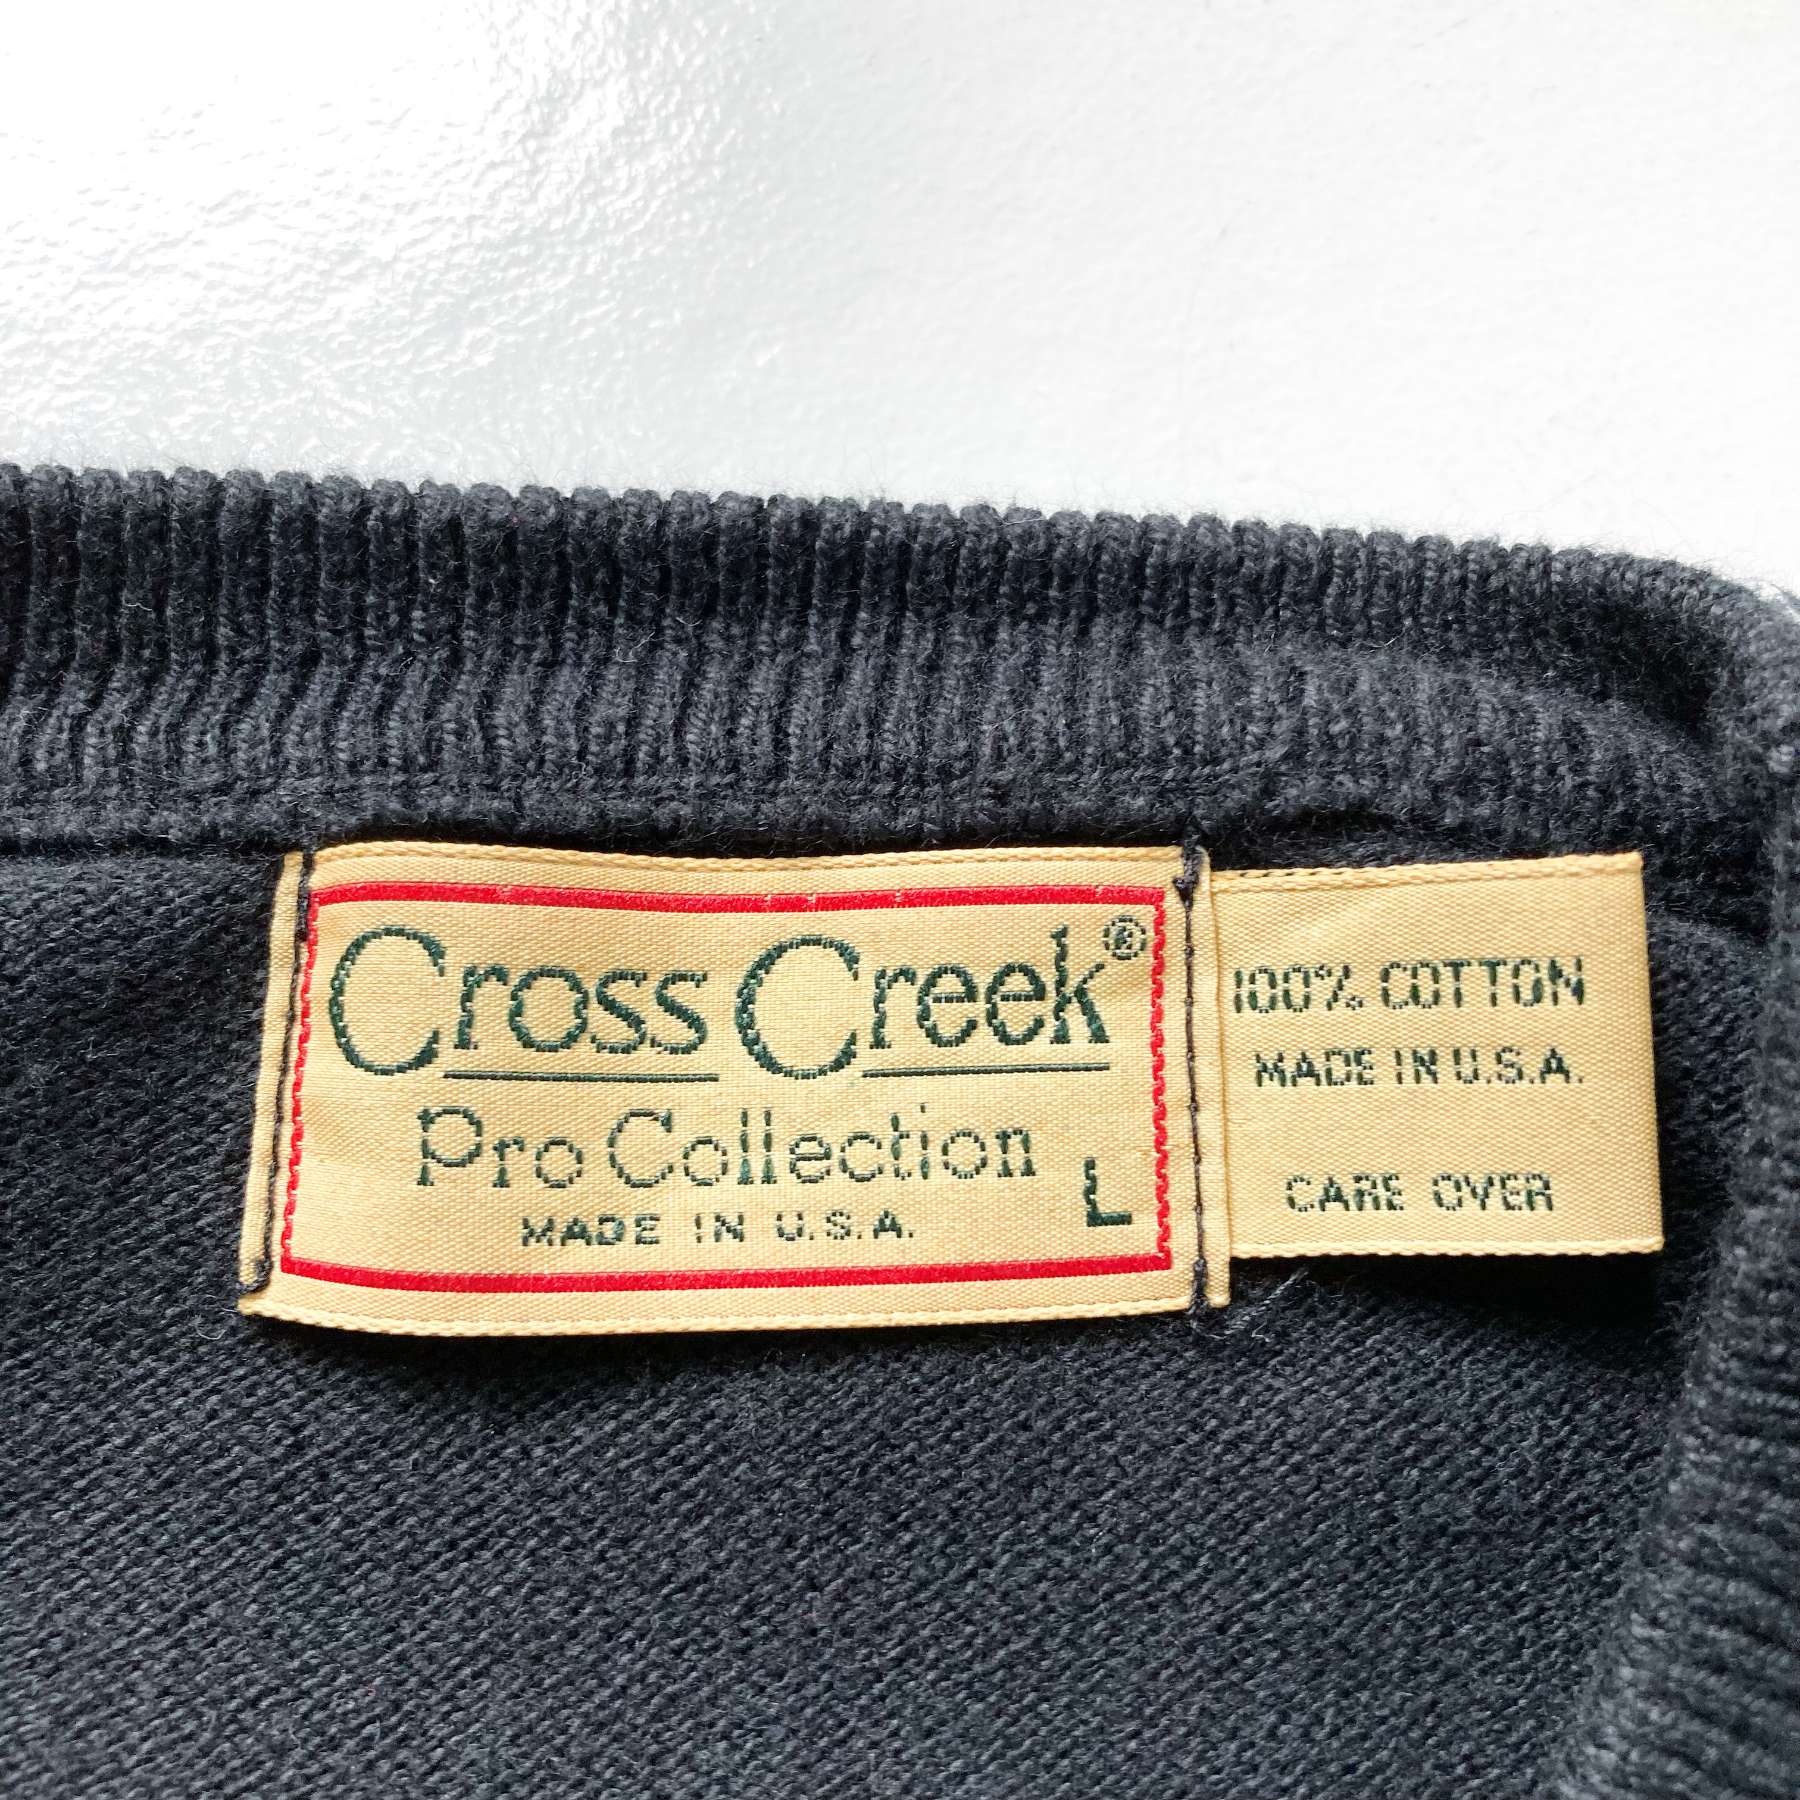 Cross Creek®
Pro Collection
L
MADE IN U.S.A.
100% COTTON
MADE IN U.S.A.
CARE OVER